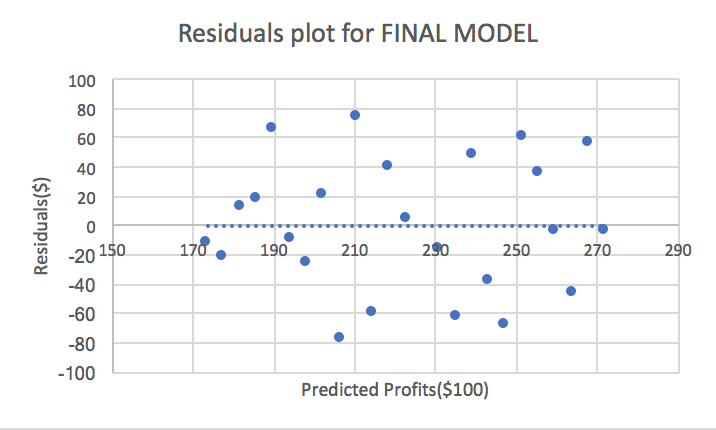 Residuals plot for FINAL MODEL
Residuals($)
100
80
60
40
20
0
-20
-40
-60
-80
-100
150 170 190 210 230 250 270 290
Predicted Profits($100)